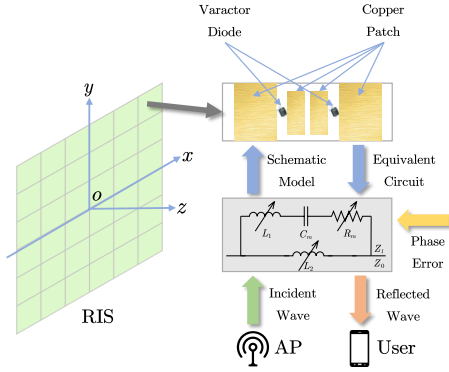 Varactor
Diode
Copper
Patch
y
x
o
z
RIS
Schematic
Model
Equivalent
Circuit
L₁
Cₘ
Rₘ
L₂
Z₁
Z₀
Phase
Error
Incident
Wave
Reflected
Wave
AP
User